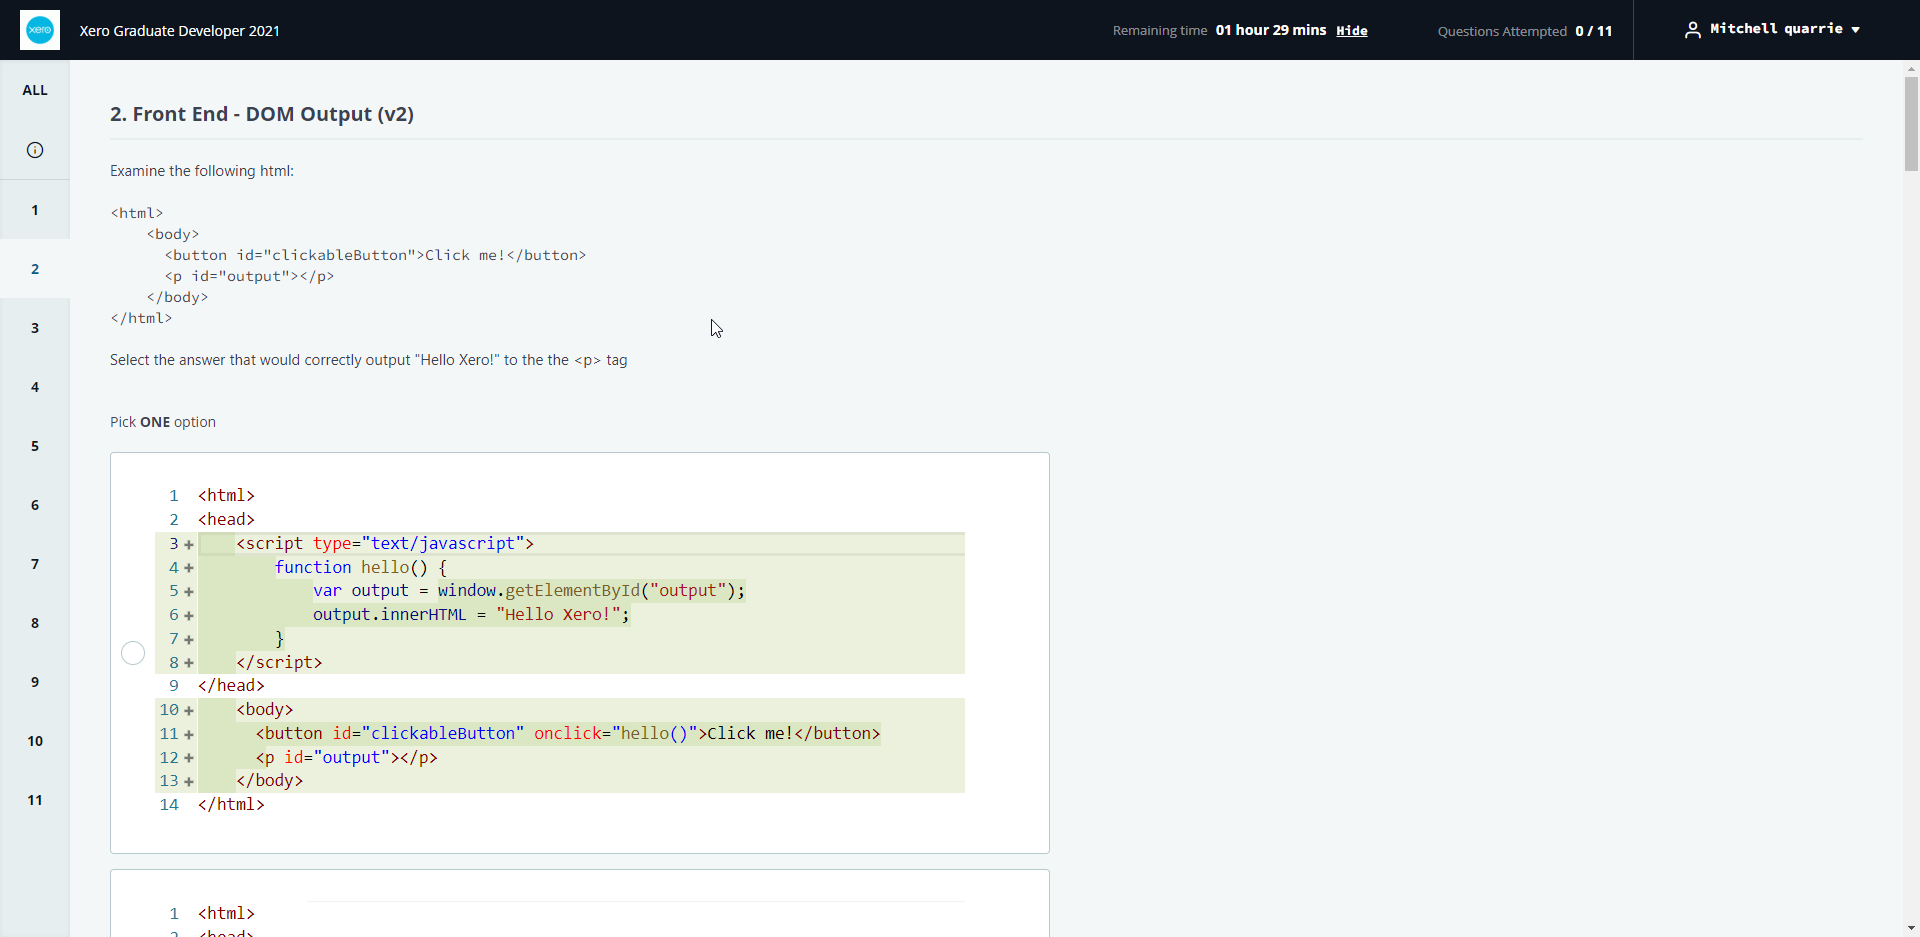 xero
Xero Graduate Developer 2021
Remaining time 01 hour 29 mins Hide
Questions Attempted 0 / 11
Mitchell quarrie
ALL
1
2
3
4
5
6
7
8
9
10
11
2. Front End - DOM Output (v2)
Examine the following html:
<html>
    <body>
      <button id="clickableButton">Click me!</button>
      <p id="output"></p>
    </body>
</html>
Select the answer that would correctly output "Hello Xero!" to the the <p> tag
Pick ONE option
1 <html>
2 <head>
3 + <script type="text/javascript">
4 + function hello() {
5 + var output = window.getElementById("output");
6 + output.innerHTML = "Hello Xero!";
7 + }
8 + </script>
9 </head>
10 + <body>
11 + <button id="clickableButton" onclick="hello()">Click me!</button>
12 + <p id="output"></p>
13 + </body>
14 </html>
1 <html>
2 <head>